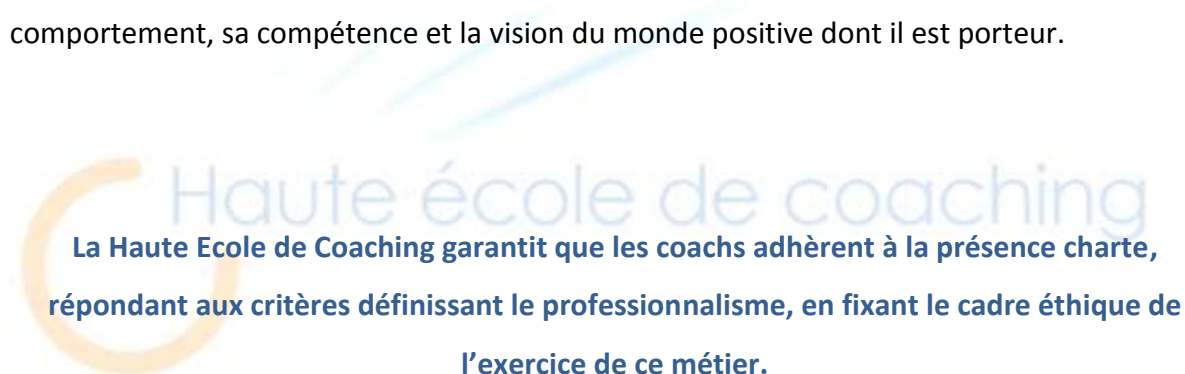 comportement, sa compétence et la vision du monde positive dont il est porteur.
Haute école de coaching
La Haute Ecole de Coaching garantit que les coachs adhèrent à la présence charte,
répondant aux critères définissant le professionnalisme, en fixant le cadre éthique de
l’exercice de ce métier.